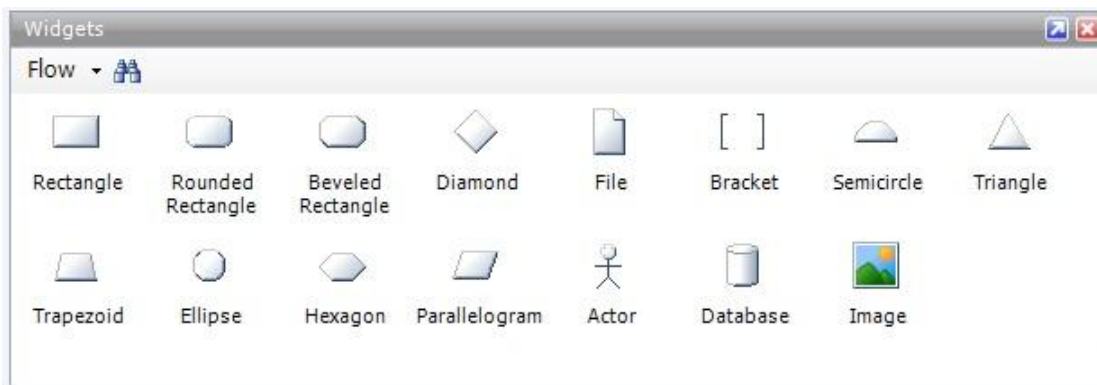 Widgets
Flow
Rectangle
Rounded
Rectangle
Beveled
Rectangle
Diamond
File
Bracket
Semicircle
Triangle
Trapezoid
Ellipse
Hexagon
Parallelogram
Actor
Database
Image